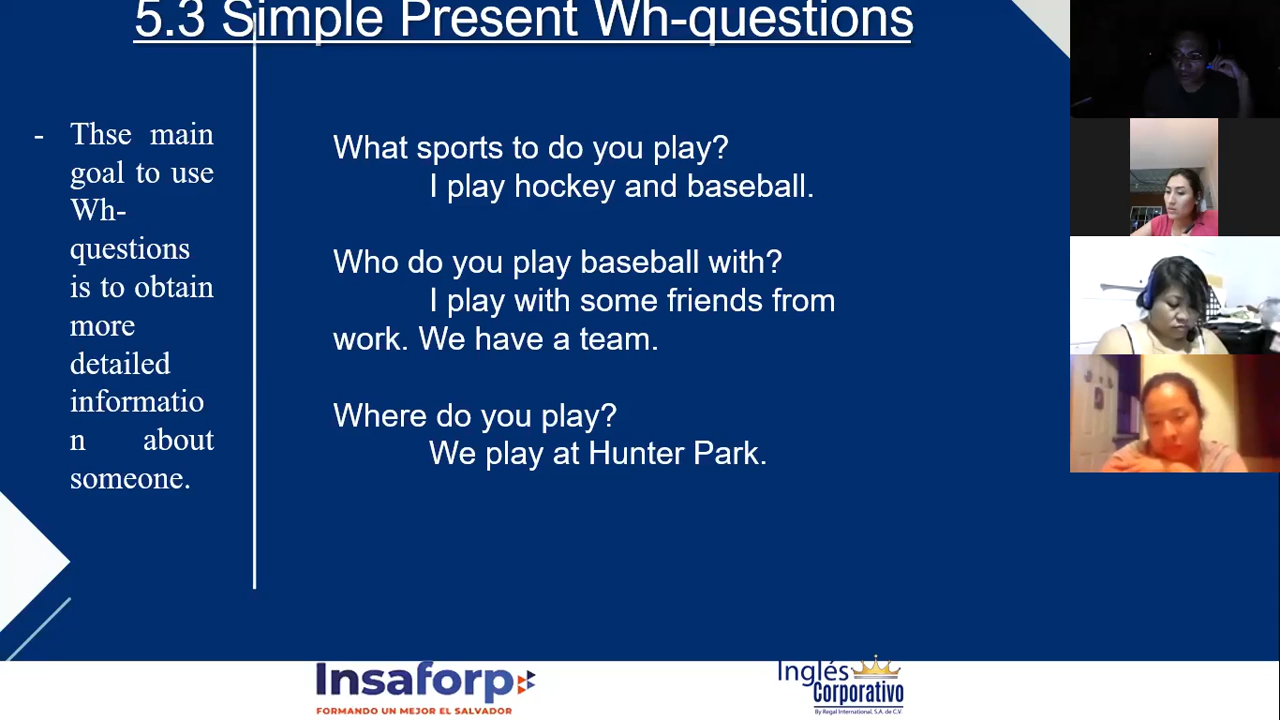 5.3 Simple Present Wh-questions
- Thse main
goal to use
Wh-
questions
is to obtain
more
detailed
informatio
n about
someone.
What sports to do you play?
I play hockey and baseball.
Who do you play baseball with?
I play with some friends from
work. We have a team.
Where do you play?
We play at Hunter Park.
Insaforp
FORMANDO UN MEJOR EL SALVADOR
Inglés
Corporativo
By Regal International, S.A. de C.V.